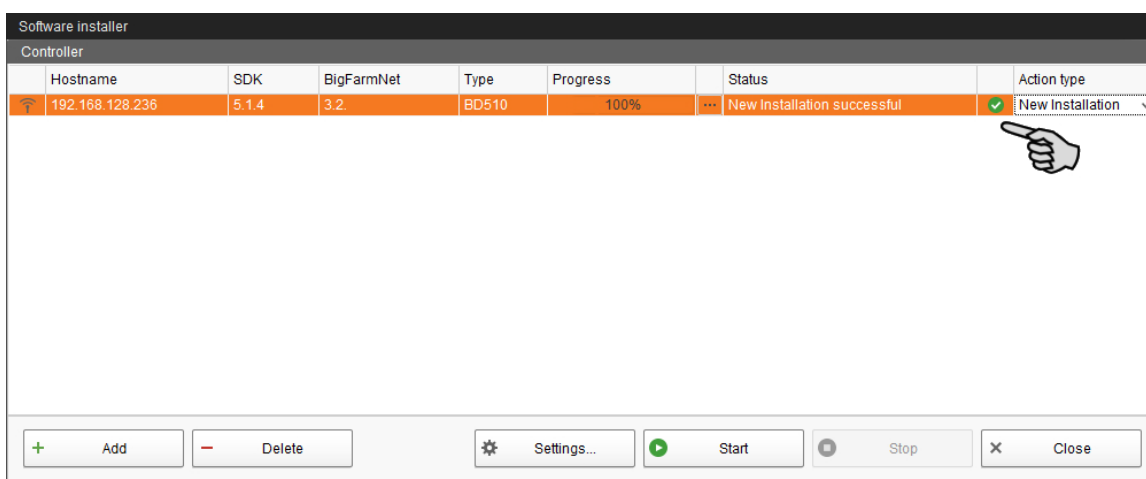 Software installer
Controller
Hostname SDK BigFarmNet Type Progress Status Action type
192.168.128.236 5.1.4 3.2. BD510 100% ... New Installation successful New Installation
Add Delete Settings... Start Stop Close